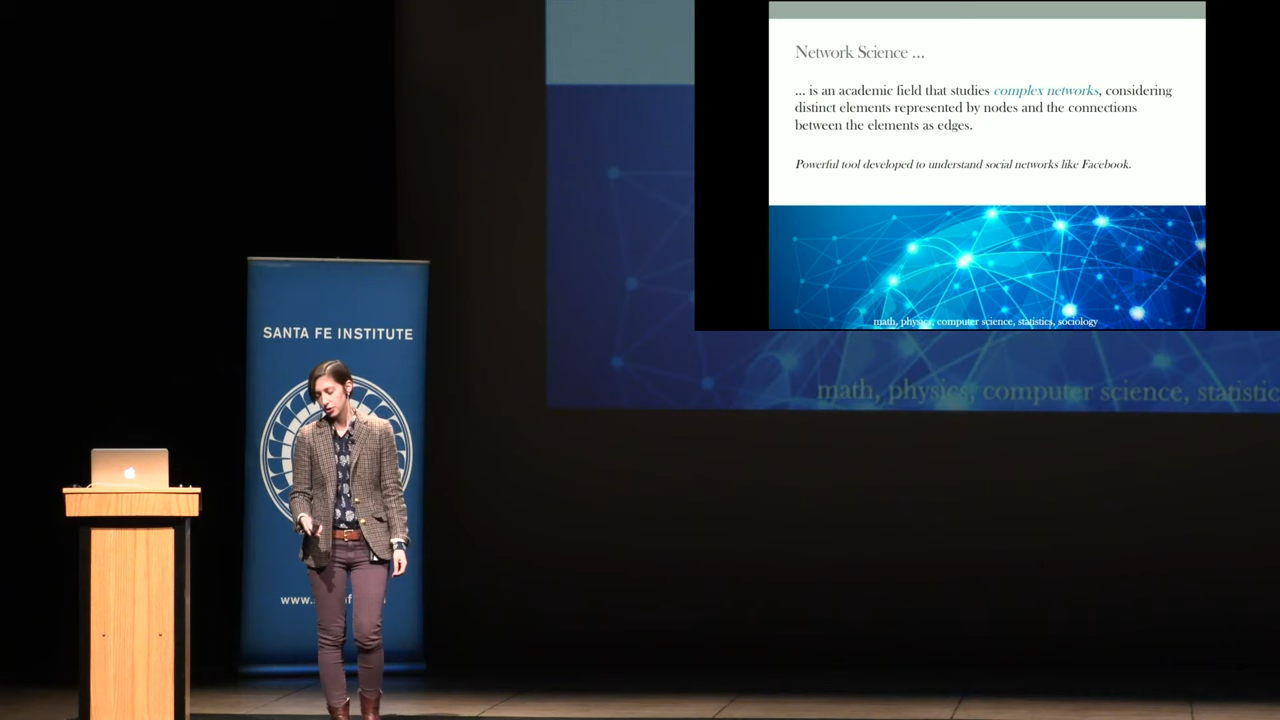 Network Science ...
... is an academic field that studies complex networks, considering
distinct elements represented by nodes and the connections
between the elements as edges.
Powerful tool developed to understand social networks like Facebook.
math, physics, computer science, statistics, sociology
math, physics, computer science, statistic
SANTA FE INSTITUTE
www.